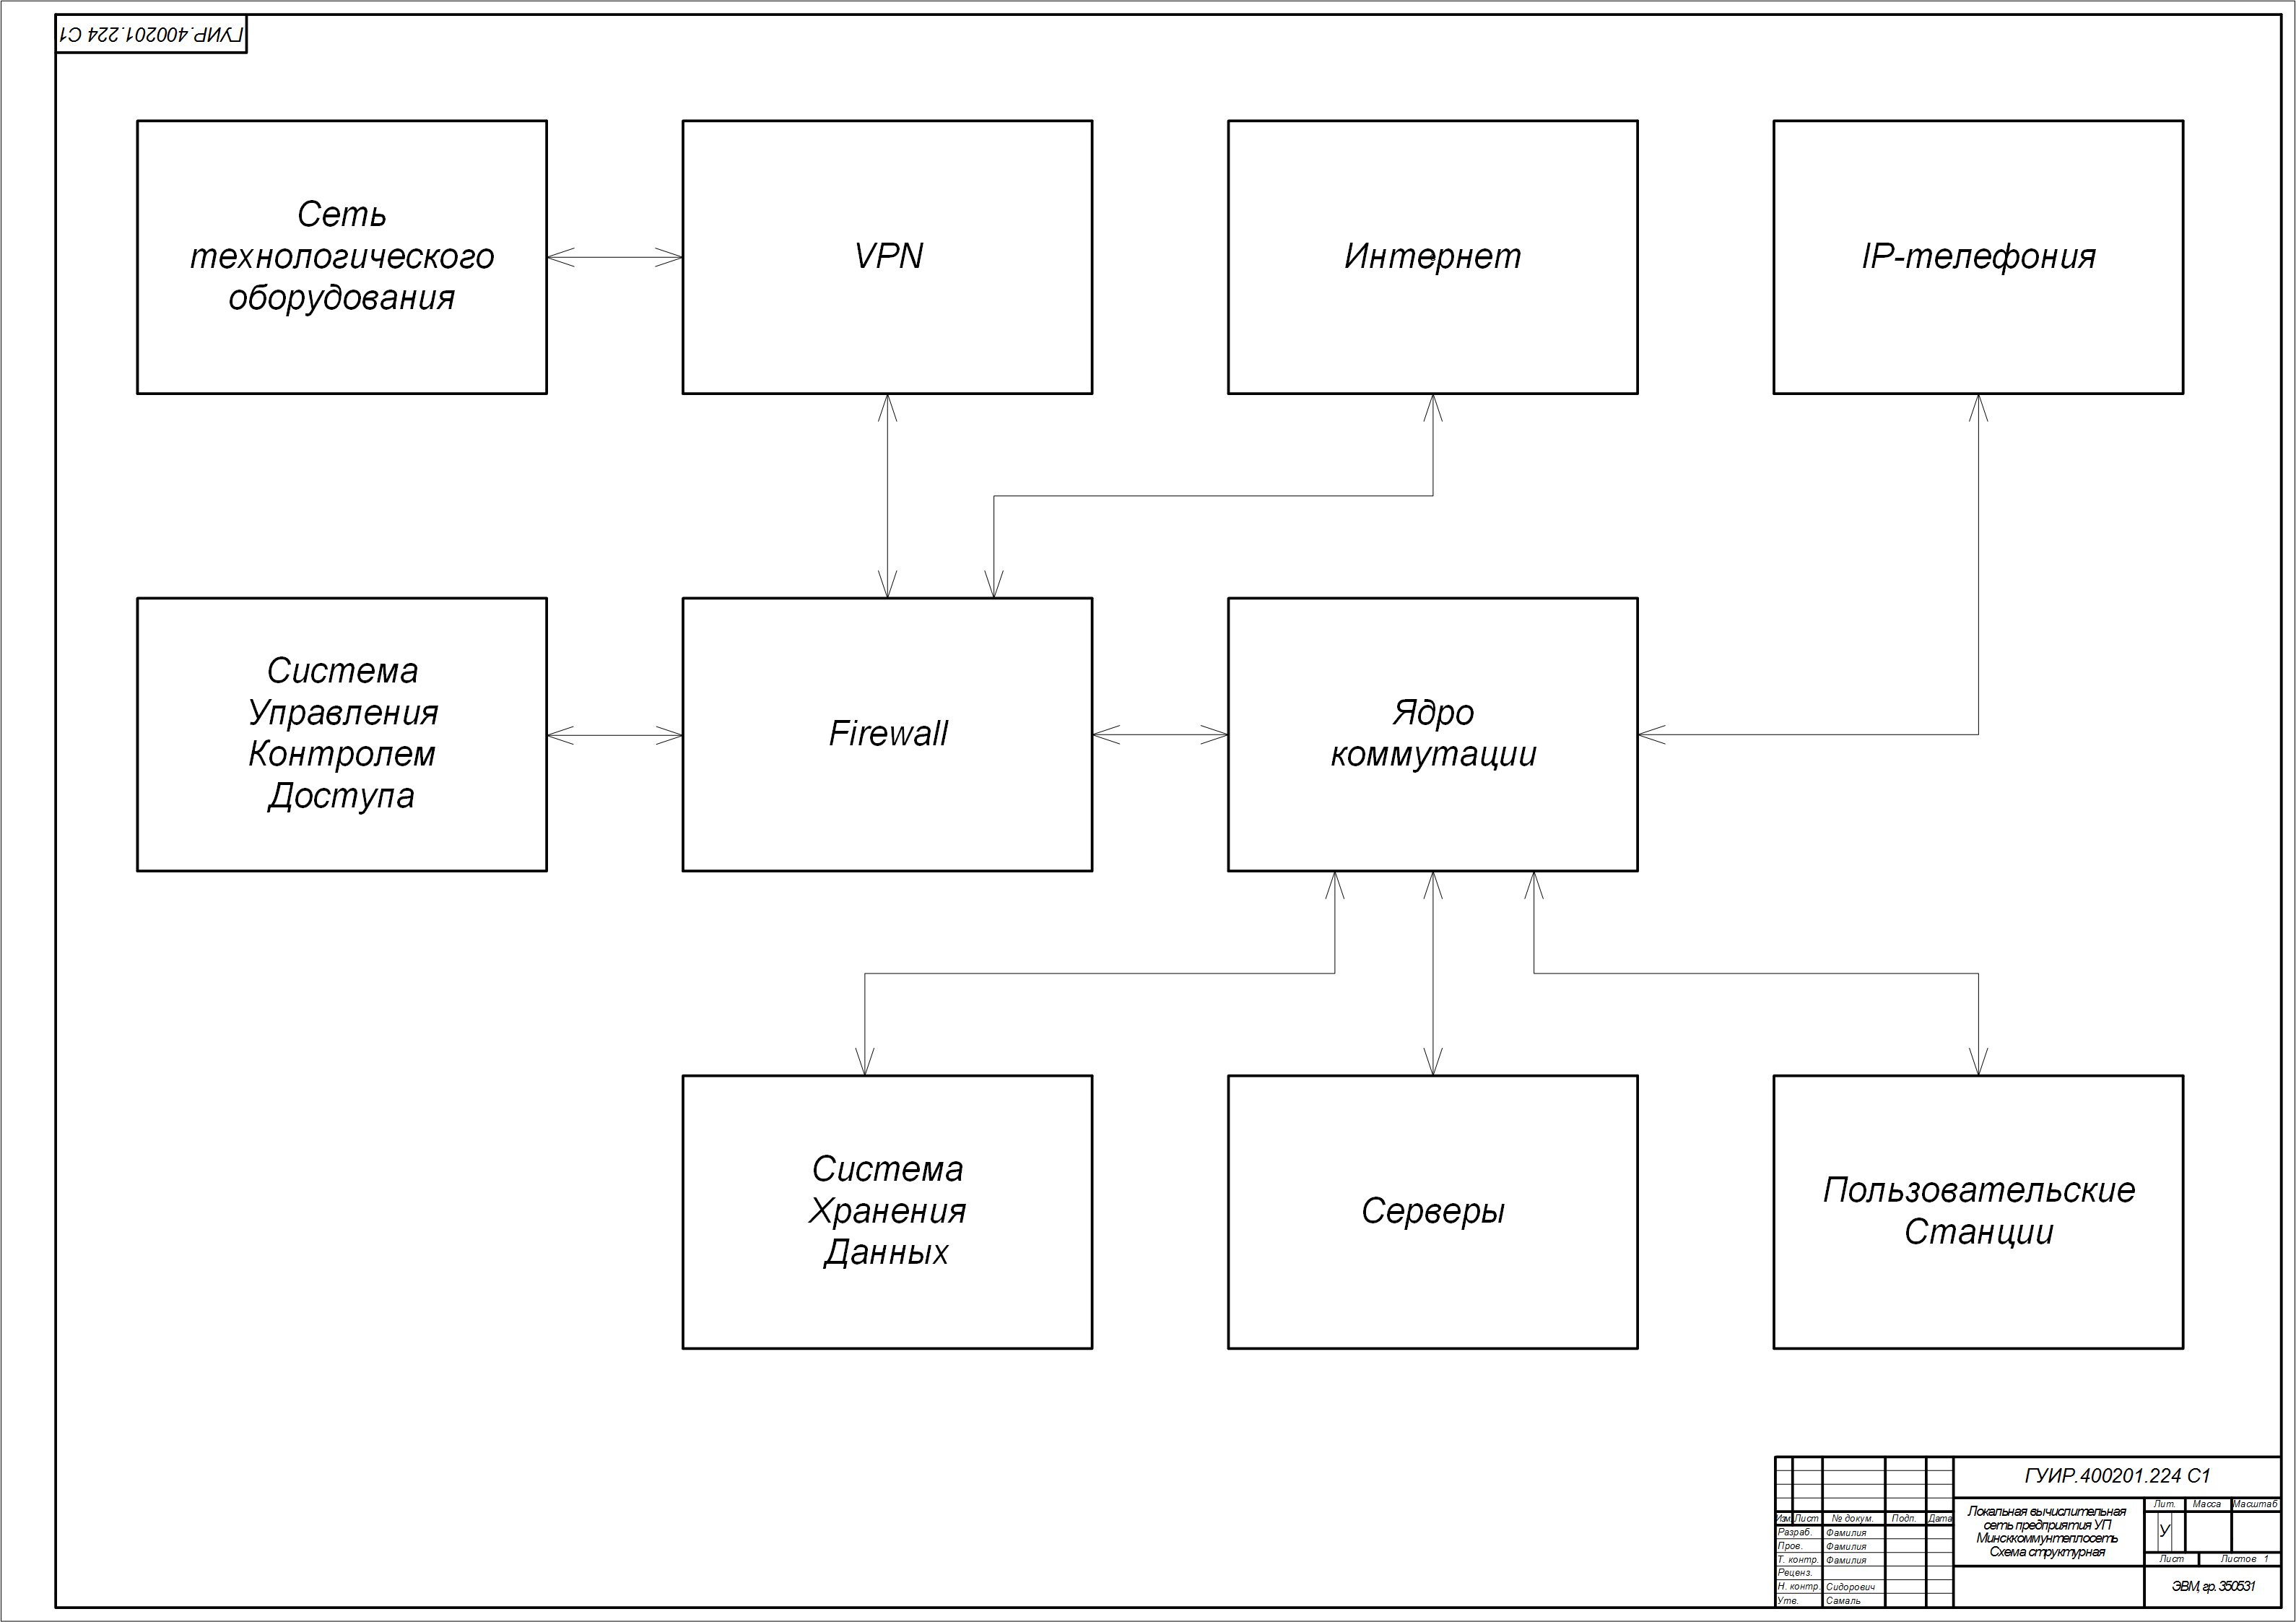 ГУИР.400201.224 С1
Сеть
технологического
оборудования
VPN
Интернет
IP-телефония
Система
Управления
Контролем
Доступа
Firewall
Ядро
коммутации
Система
Хранения
Данных
Серверы
Пользовательские
Станции
ГУИР.400201.224 С1
Локальная вычислительная
сеть предприятия УП
Минсккоммунтеплосеть
Схема структурная
Лит. Масса Масштаб
У
Лист Листов 1
ЭВМ, гр. 350531
Изм Лист № докум. Подп. Дата
Разраб. Фамилия
Пров. Фамилия
Т. контр. Фамилия
Реценз.
Н. контр. Сидорович
Утв. Самаль